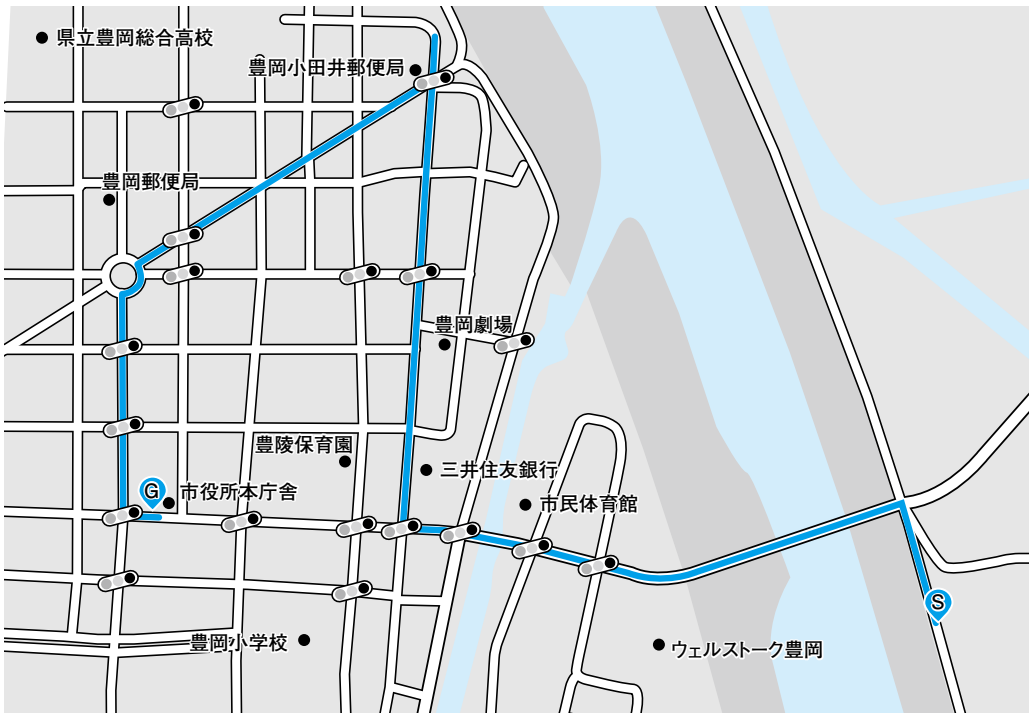 県立豊岡総合高校
豊岡小田井郵便局
豊岡郵便局
豊岡劇場
豊陵保育園
三井住友銀行
G
市役所本庁舎
市民体育館
S
豊岡小学校
ウェルストーク豊岡